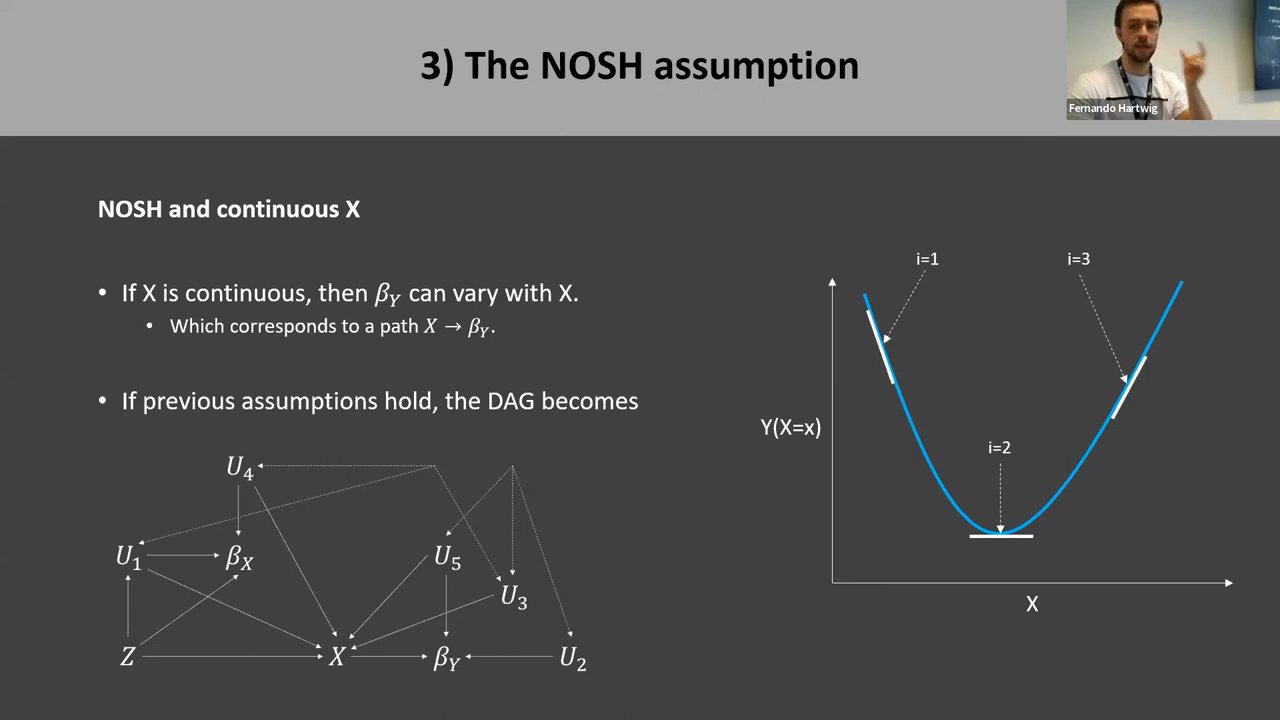 3) The NOSH assumption
Fernando Hartwig
NOSH and continuous X
• If X is continuous, then β_Y can vary with X.
• Which corresponds to a path X → β_Y.
• If previous assumptions hold, the DAG becomes
U_4
U_1
β_X
U_5
U_3
Z
X
β_Y
U_2
i=1
i=3
Y(X=x)
i=2
X